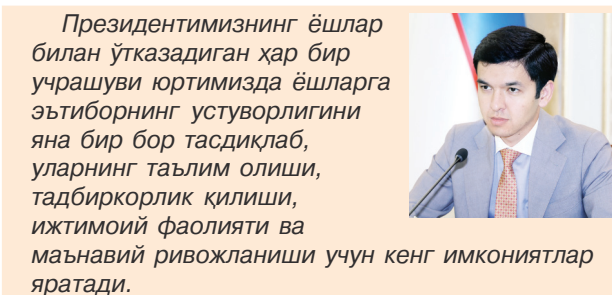 Президентимизнинг ёшлар
билан ўтказадиган ҳар бир
учрашуви юртимизда ёшларга
эътиборнинг устуворлигини
яна бир бор тасдиқлаб,
уларнинг таълим олиши,
тадбиркорлик қилиши,
ижтимоий фаолияти ва
маънавий ривожланиши учун кенг имкониятлар
яратади.